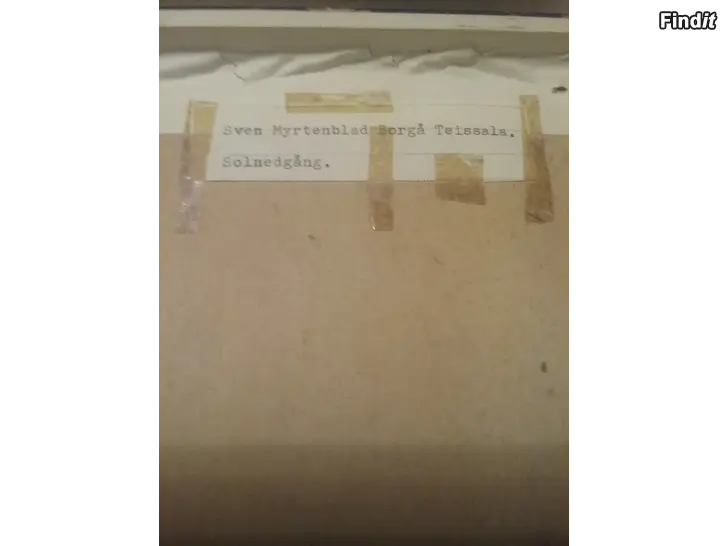 Findit
Sven Myrtenblad Borgå Teissala.
Solnedgång.